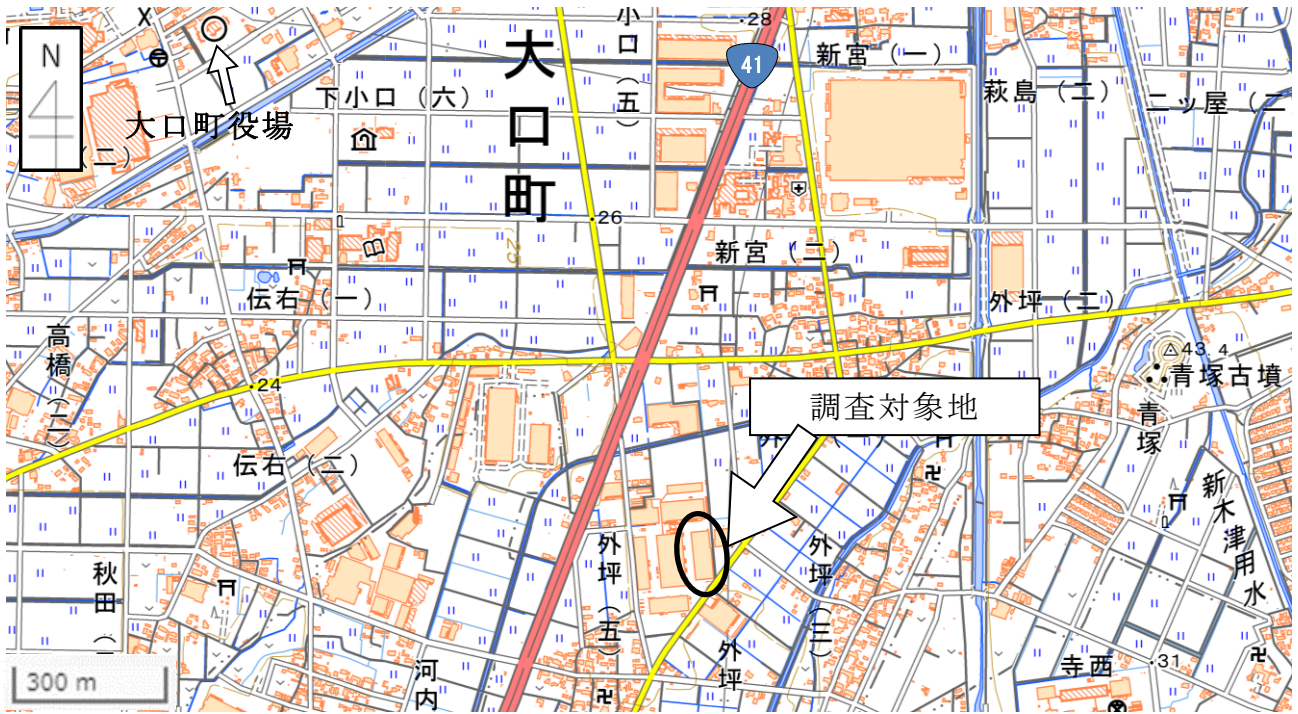 N
大口町役場
下小口（六）
（二）
大口町
小口（五）
・28
41
新宮（一）
萩島（二）
二ツ屋（二
・26
25
新宮（二）
伝右（一）
外坪（二）
高橋（二）
・24
43.4
青塚古墳
青塚
調査対象地
伝右（二）
外坪（五）
外坪（三）
外坪
新木津用水
秋田（
河内
寺西
・31
300 m